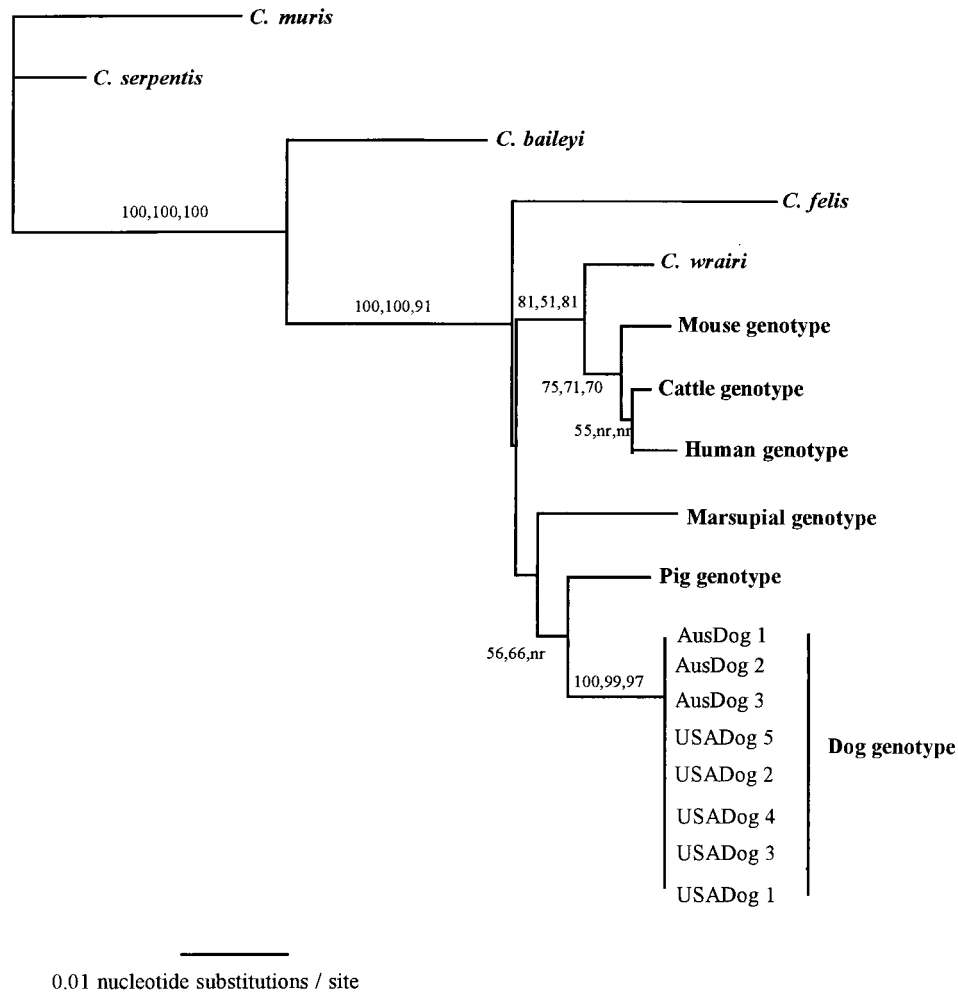 C. muris
C. serpentis
C. baileyi
100,100,100
C. felis
C. wrairi
100,100,91
81,51,81
Mouse genotype
75,71,70
Cattle genotype
55,nr,nr
Human genotype
Marsupial genotype
Pig genotype
56,66,nr
AusDog 1
AusDog 2
100,99,97
AusDog 3
USADog 5
Dog genotype
USADog 2
USADog 4
USADog 3
USADog 1
0.01 nucleotide substitutions / site